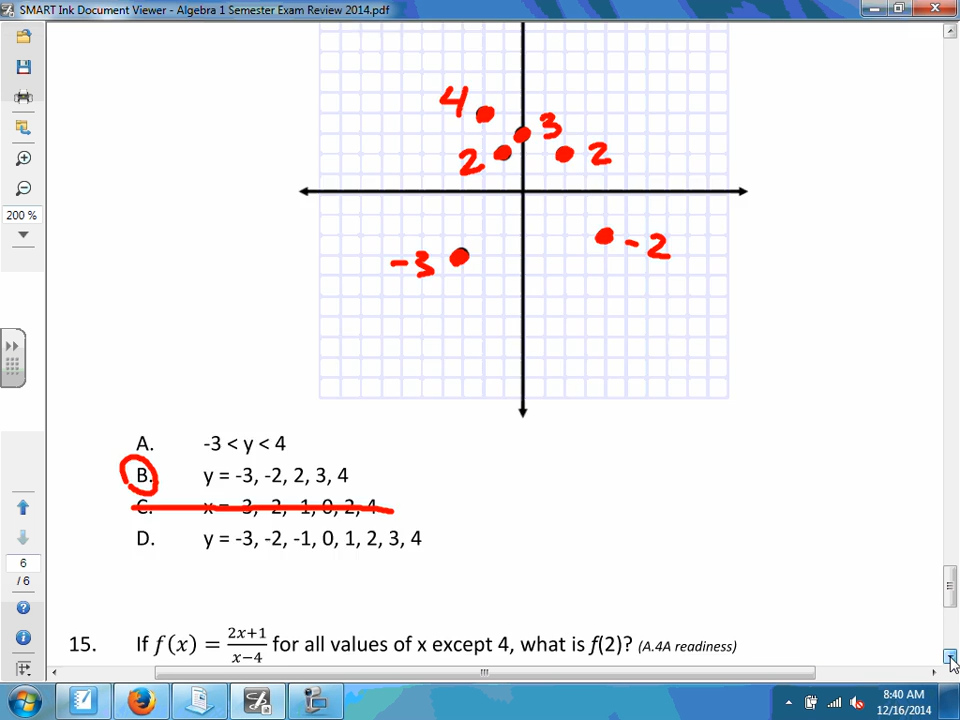 SMART Ink Document Viewer - Algebra 1 Semester Exam Review 2014.pdf
4
3
2
2
-2
-3
200 %
A. -3 < y < 4
B. y = -3, -2, 2, 3, 4
C. x = -3, -2, -1, 0, 2, 4
D. y = -3, -2, -1, 0, 1, 2, 3, 4
6
/ 6
15. If f(x) = (2x+1)/(x−4) for all values of x except 4, what is f(2)? (A.4A readiness)
8:40 AM
12/16/2014